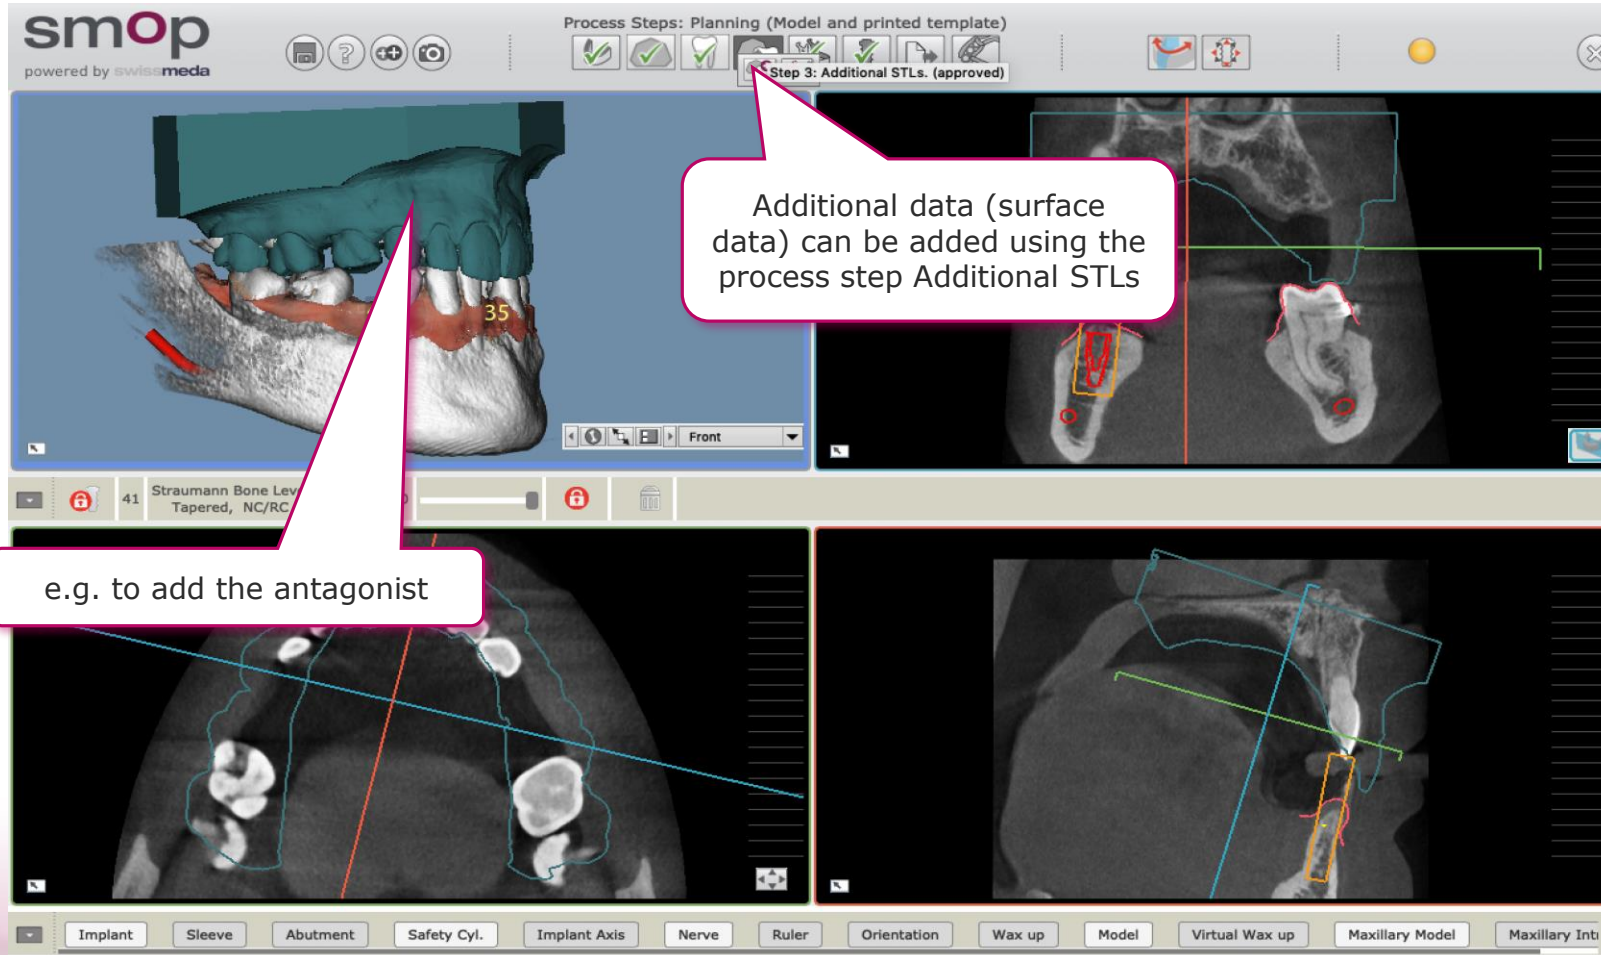 smop
powered by swissmeda
Process Steps: Planning (Model and printed template)
Step 3: Additional STLs. (approved)
Additional data (surface
data) can be added using the
process step Additional STLs
35
Front
41
Straumann Bone Lev
Tapered, NC/RC
e.g. to add the antagonist
Implant
Sleeve
Abutment
Safety Cyl.
Implant Axis
Nerve
Ruler
Orientation
Wax up
Model
Virtual Wax up
Maxillary Model
Maxillary Intr